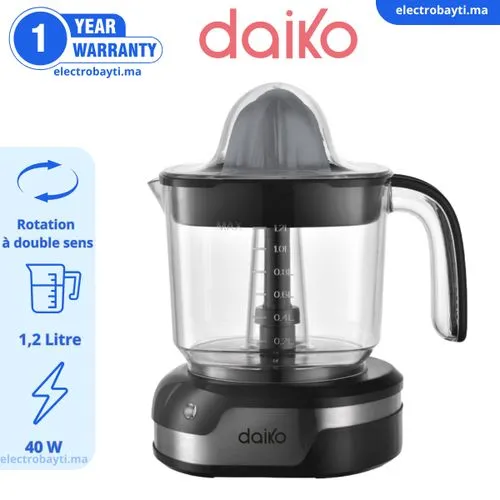 1 YEAR
WARRANTY
electrobayti.ma
daiko
electrobayti.ma
Rotation
à double sens
1,2 Litre
40 W
electrobayti.ma
MAX
1.2L
1.0L
0.8L
0.6L
0.4L
0.2L
daiko